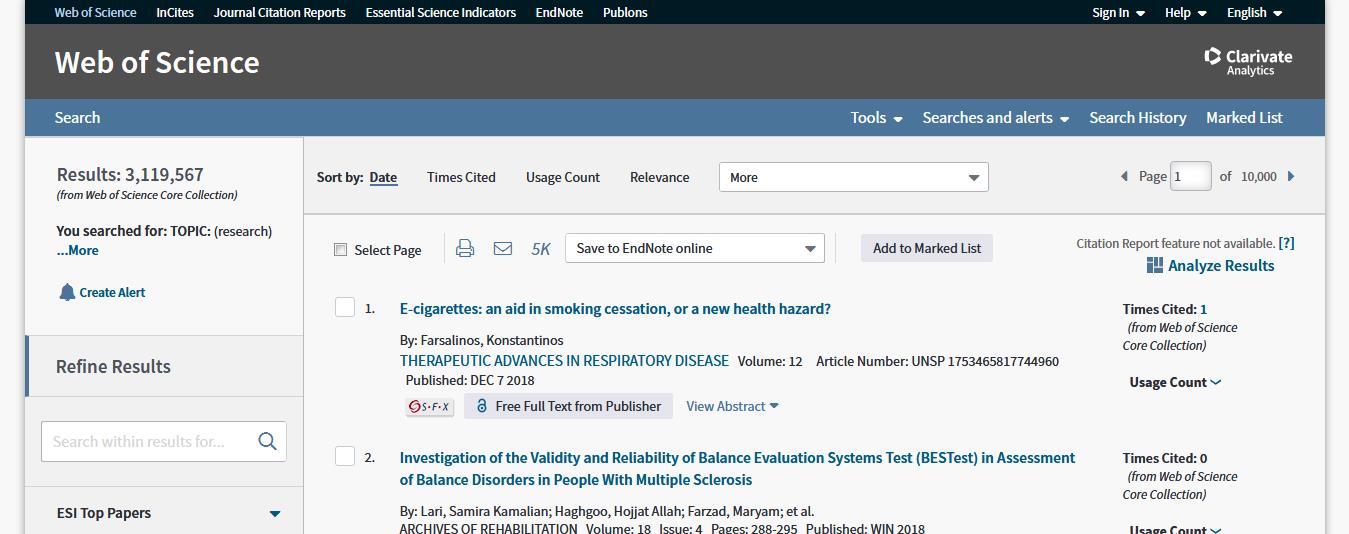 Web of Science InCites Journal Citation Reports Essential Science Indicators EndNote Publons Sign In Help English
Web of Science
Clarivate
Analytics
Search Tools Searches and alerts Search History Marked List
Results: 3,119,567
(from Web of Science Core Collection)
You searched for: TOPIC: (research)
...More
Create Alert
Refine Results
Search within results for...
ESI Top Papers
Sort by: Date Times Cited Usage Count Relevance More Page 1 of 10,000
Select Page 5K Save to EndNote online Add to Marked List
Citation Report feature not available. [?]
Analyze Results
1. E-cigarettes: an aid in smoking cessation, or a new health hazard?
By: Farsalinos, Konstantinos
THERAPEUTIC ADVANCES IN RESPIRATORY DISEASE Volume: 12 Article Number: UNSP 1753465817744960
Published: DEC 7 2018
S·F·X Free Full Text from Publisher View Abstract
Times Cited: 1
(from Web of Science
Core Collection)
Usage Count
2. Investigation of the Validity and Reliability of Balance Evaluation Systems Test (BESTest) in Assessment
of Balance Disorders in People With Multiple Sclerosis
By: Lari, Samira Kamalian; Haghgoo, Hojjat Allah; Farzad, Maryam; et al.
ARCHIVES OF REHABILITATION Volume: 18 Issue: 4 Pages: 288-295 Published: WIN 2018
Times Cited: 0
(from Web of Science
Core Collection)
Usage Count